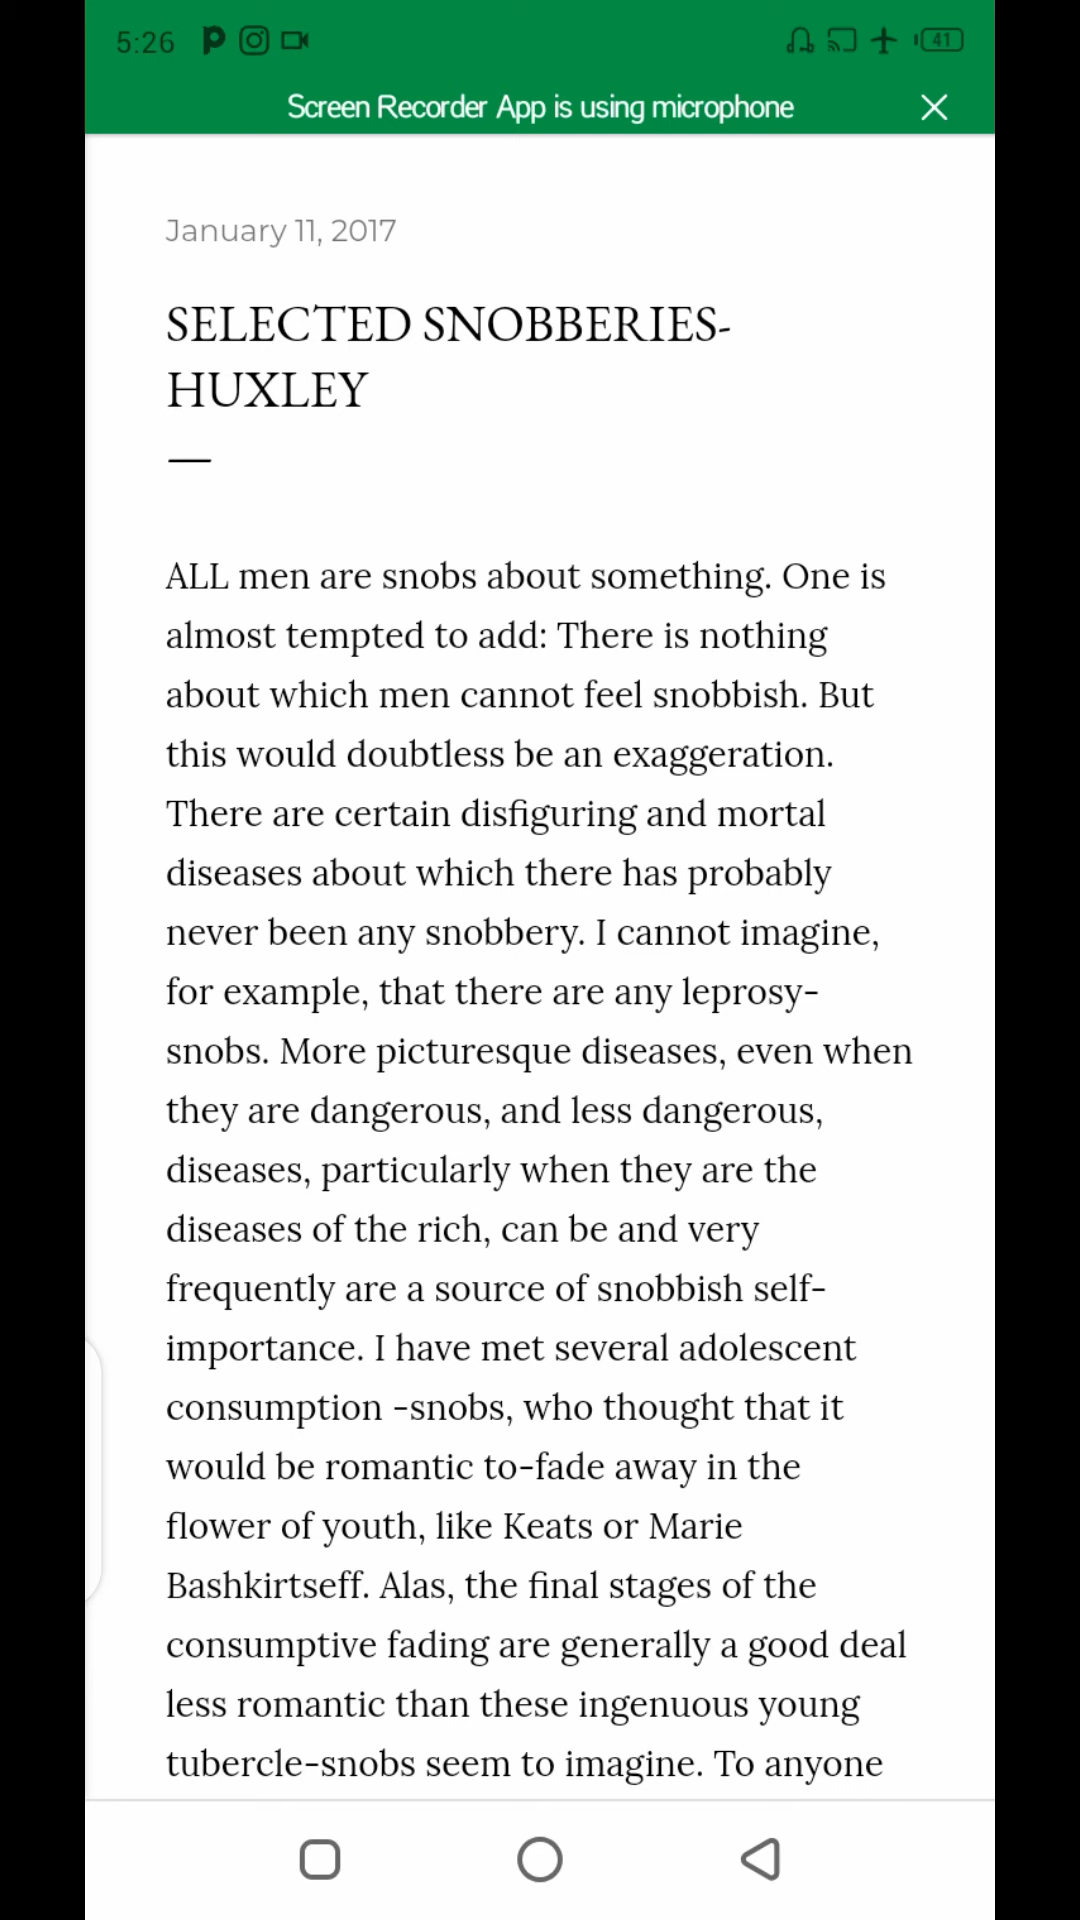 5:26
41
Screen Recorder App is using microphone
January 11, 2017
SELECTED SNOBBERIES-
HUXLEY
ALL men are snobs about something. One is
almost tempted to add: There is nothing
about which men cannot feel snobbish. But
this would doubtless be an exaggeration.
There are certain disfiguring and mortal
diseases about which there has probably
never been any snobbery. I cannot imagine,
for example, that there are any leprosy-
snobs. More picturesque diseases, even when
they are dangerous, and less dangerous,
diseases, particularly when they are the
diseases of the rich, can be and very
frequently are a source of snobbish self-
importance. I have met several adolescent
consumption -snobs, who thought that it
would be romantic to-fade away in the
flower of youth, like Keats or Marie
Bashkirtseff. Alas, the final stages of the
consumptive fading are generally a good deal
less romantic than these ingenuous young
tubercle-snobs seem to imagine. To anyone